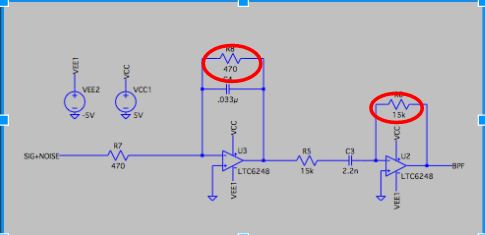 R8
470
C4
.033µ
VEE1
VCC
VEE2
-5V
VCC1
5V
SIG+NOISE
R7
470
VCC
U3
LTC6248
VEE1
R5
15k
C3
2.2n
15k
VCC
U2
LTC6248
VEE1
BPF